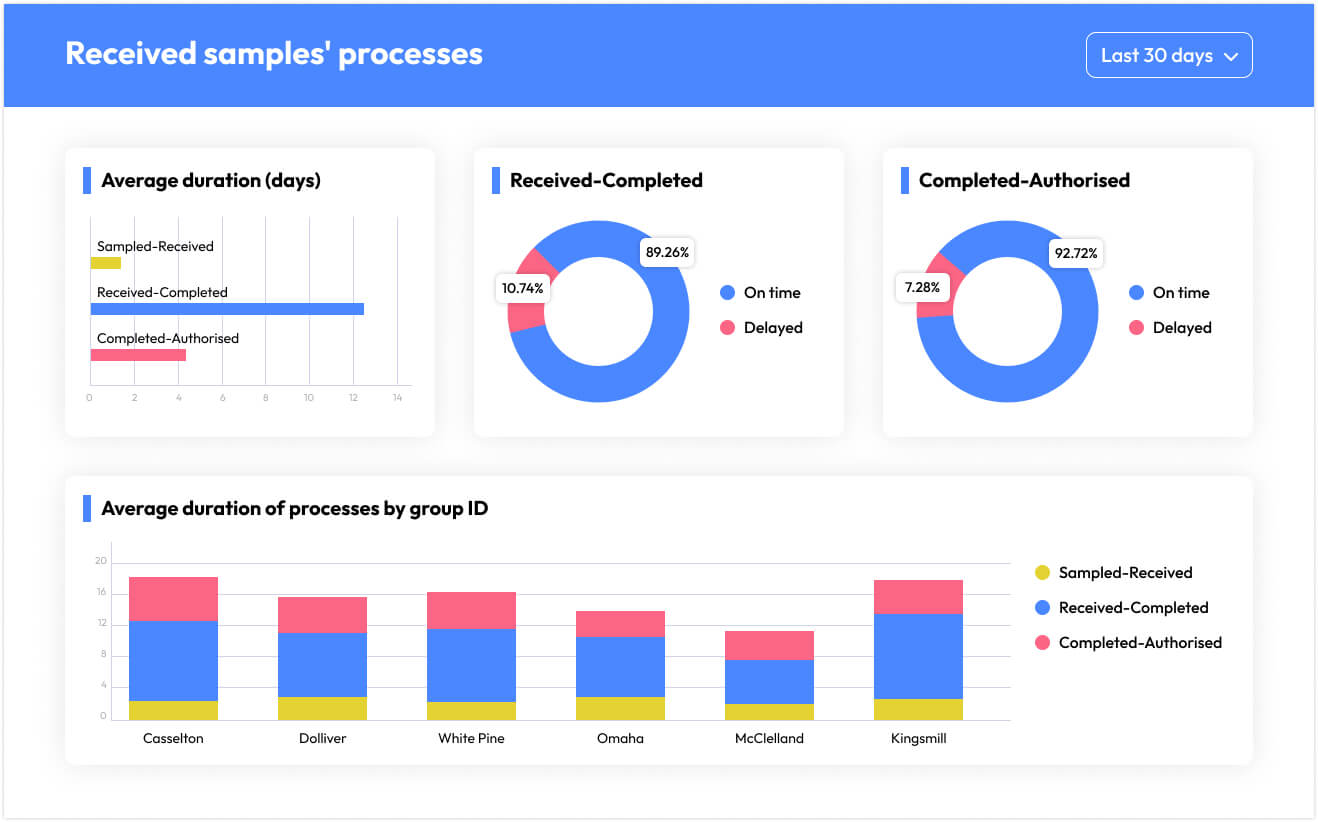 Received samples' processes
Last 30 days
Average duration (days)
Sampled-Received
Received-Completed
Completed-Authorised
0 2 4 6 8 10 12 14
Received-Completed
89.26%
10.74%
On time
Delayed
Completed-Authorised
92.72%
7.28%
On time
Delayed
Average duration of processes by group ID
20
16
12
8
4
0
Casselton Dolliver White Pine Omaha McClelland Kingsmill
Sampled-Received
Received-Completed
Completed-Authorised